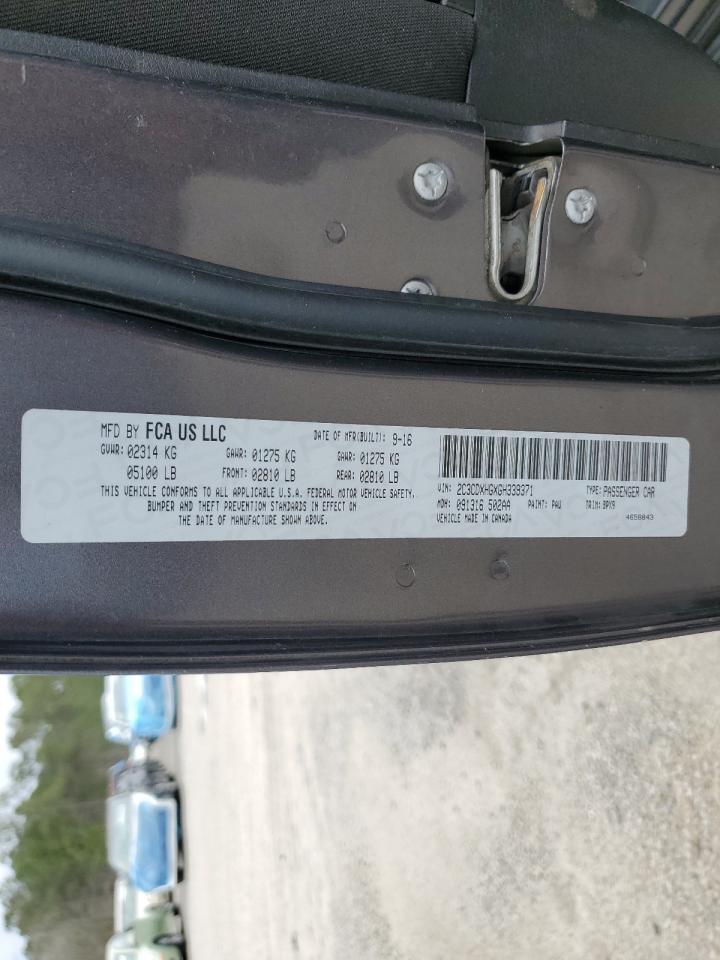 MFD BY FCA US LLC DATE OF MFR(BUILT): 9-16
GVWR: 02314 KG GAWR: 01275 KG GAWR: 01275 KG
05100 LB FRONT: 02810 LB REAR: 02810 LB
THIS VEHICLE CONFORMS TO ALL APPLICABLE U.S.A. FEDERAL MOTOR VEHICLE SAFETY,
BUMPER AND THEFT PREVENTION STANDARDS IN EFFECT ON
THE DATE OF MANUFACTURE SHOWN ABOVE.
VIN: 2C3CDXHGXGH339371 TYPE: PASSENGER CAR
MDH: 091316 502AA PAINT: PAU TRIM: BPX9
VEHICLE MADE IN CANADA 4658843